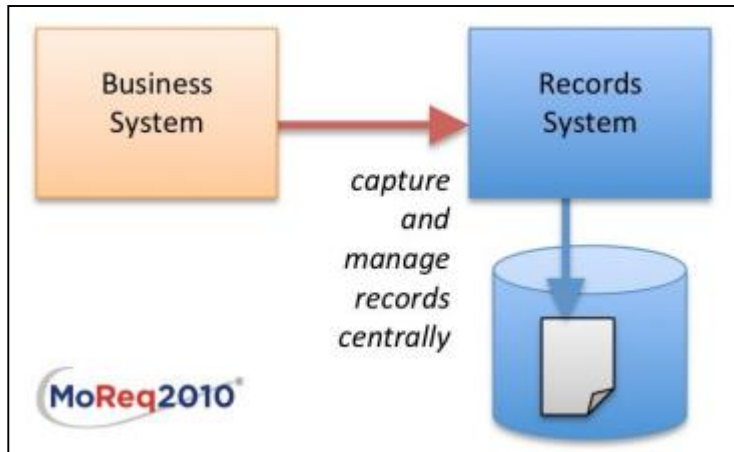 Business
System
Records
System
capture
and
manage
records
centrally
MoReq2010®